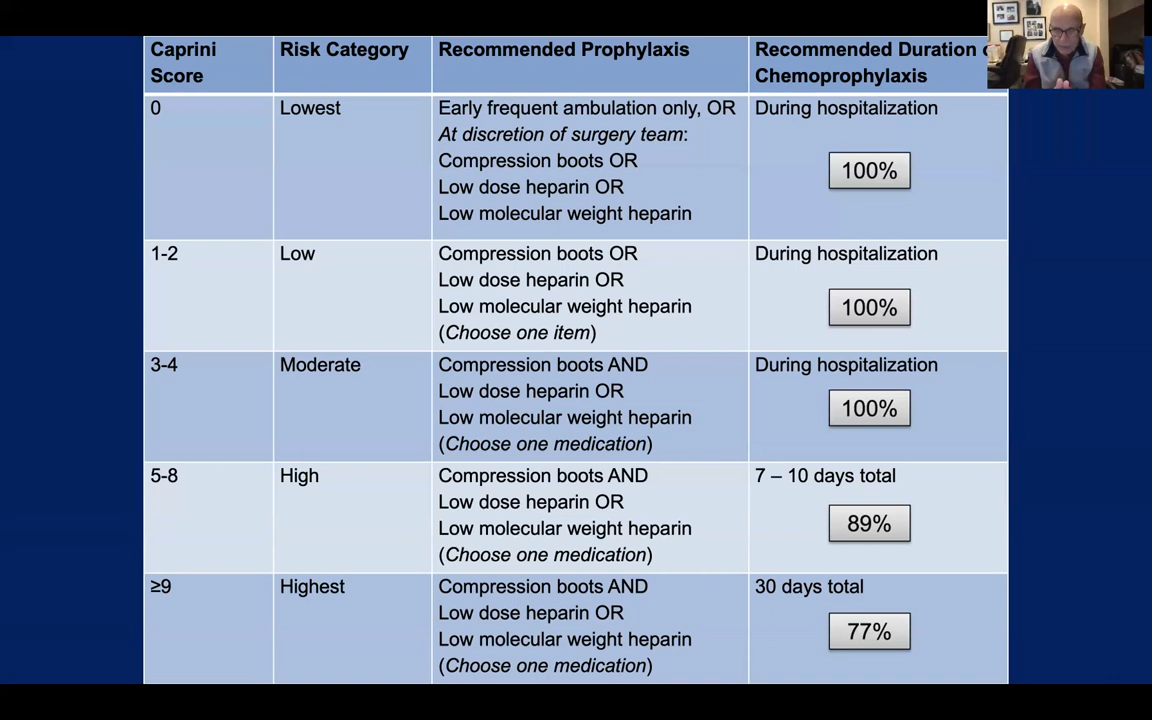 Caprini Score
Risk Category
Recommended Prophylaxis
Recommended Duration
Chemoprophylaxis
0
Lowest
Early frequent ambulation only, OR
At discretion of surgery team:
Compression boots OR
Low dose heparin OR
Low molecular weight heparin
During hospitalization
100%
1-2
Low
Compression boots OR
Low dose heparin OR
Low molecular weight heparin
(Choose one item)
During hospitalization
100%
3-4
Moderate
Compression boots AND
Low dose heparin OR
Low molecular weight heparin
(Choose one medication)
During hospitalization
100%
5-8
High
Compression boots AND
Low dose heparin OR
Low molecular weight heparin
(Choose one medication)
7 – 10 days total
89%
≥9
Highest
Compression boots AND
Low dose heparin OR
Low molecular weight heparin
(Choose one medication)
30 days total
77%